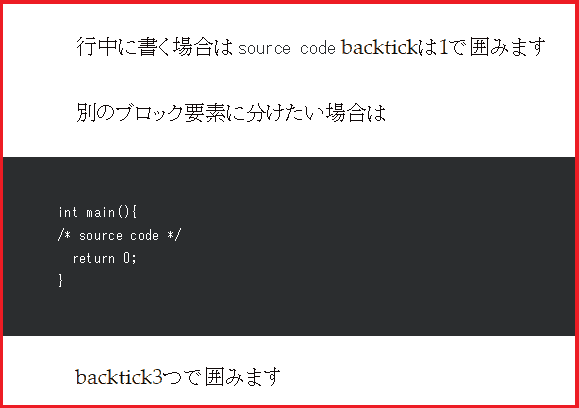 行中に書く場合は source code backtickは1で囲みます
別のブロック要素に分けたい場合は
int main(){
/* source code */
  return 0;
}
backtick3つで囲みます